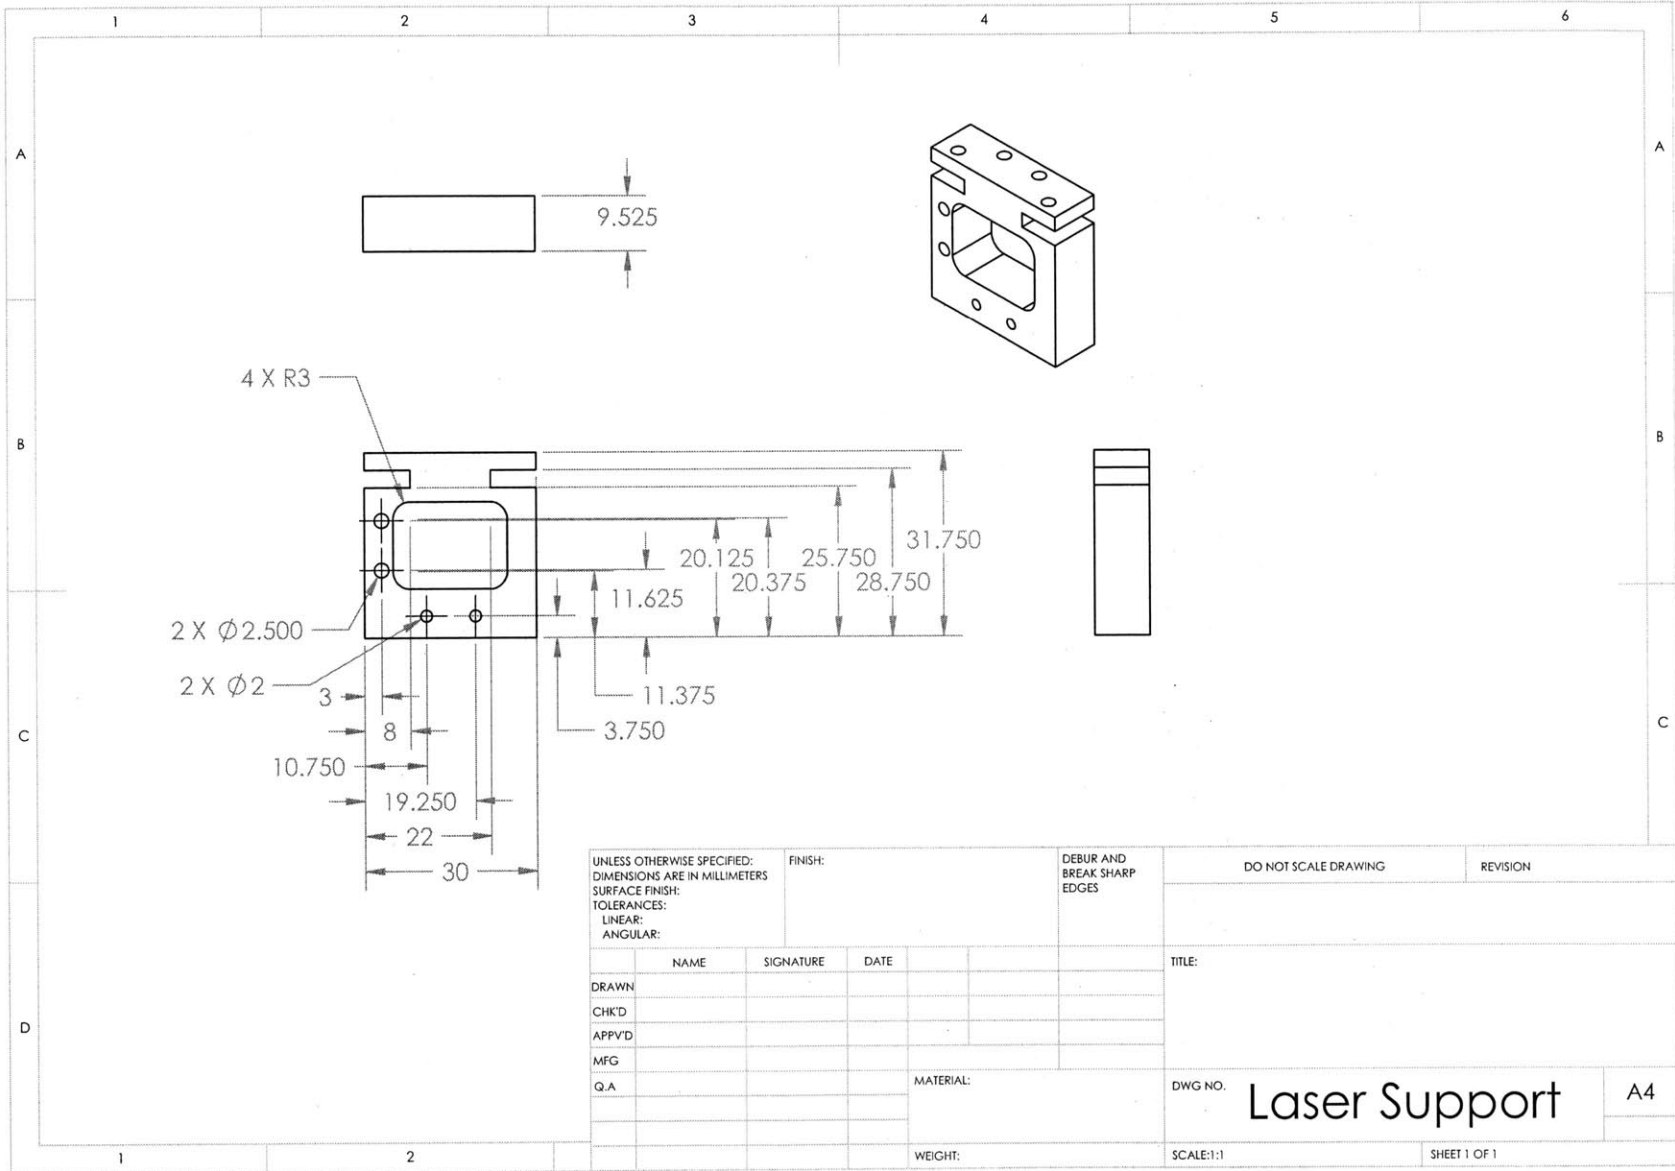 1 2 3 4 5 6
A A
9.525
4 X R3
B B
31.750
20.125 25.750
20.375 28.750
11.625
2 X Ø2.500
2 X Ø2
3 11.375
8 3.750
C C
10.750
19.250
22
30
UNLESS OTHERWISE SPECIFIED:
DIMENSIONS ARE IN MILLIMETERS
SURFACE FINISH:
TOLERANCES:
LINEAR:
ANGULAR:
FINISH:
DEBUR AND
BREAK SHARP
EDGES
DO NOT SCALE DRAWING
REVISION
NAME SIGNATURE DATE
DRAWN
CHK'D
APPV'D
MFG
Q.A
D
TITLE:
MATERIAL:
DWG NO.
Laser Support
A4
WEIGHT:
SCALE:1:1
SHEET 1 OF 1
1 2